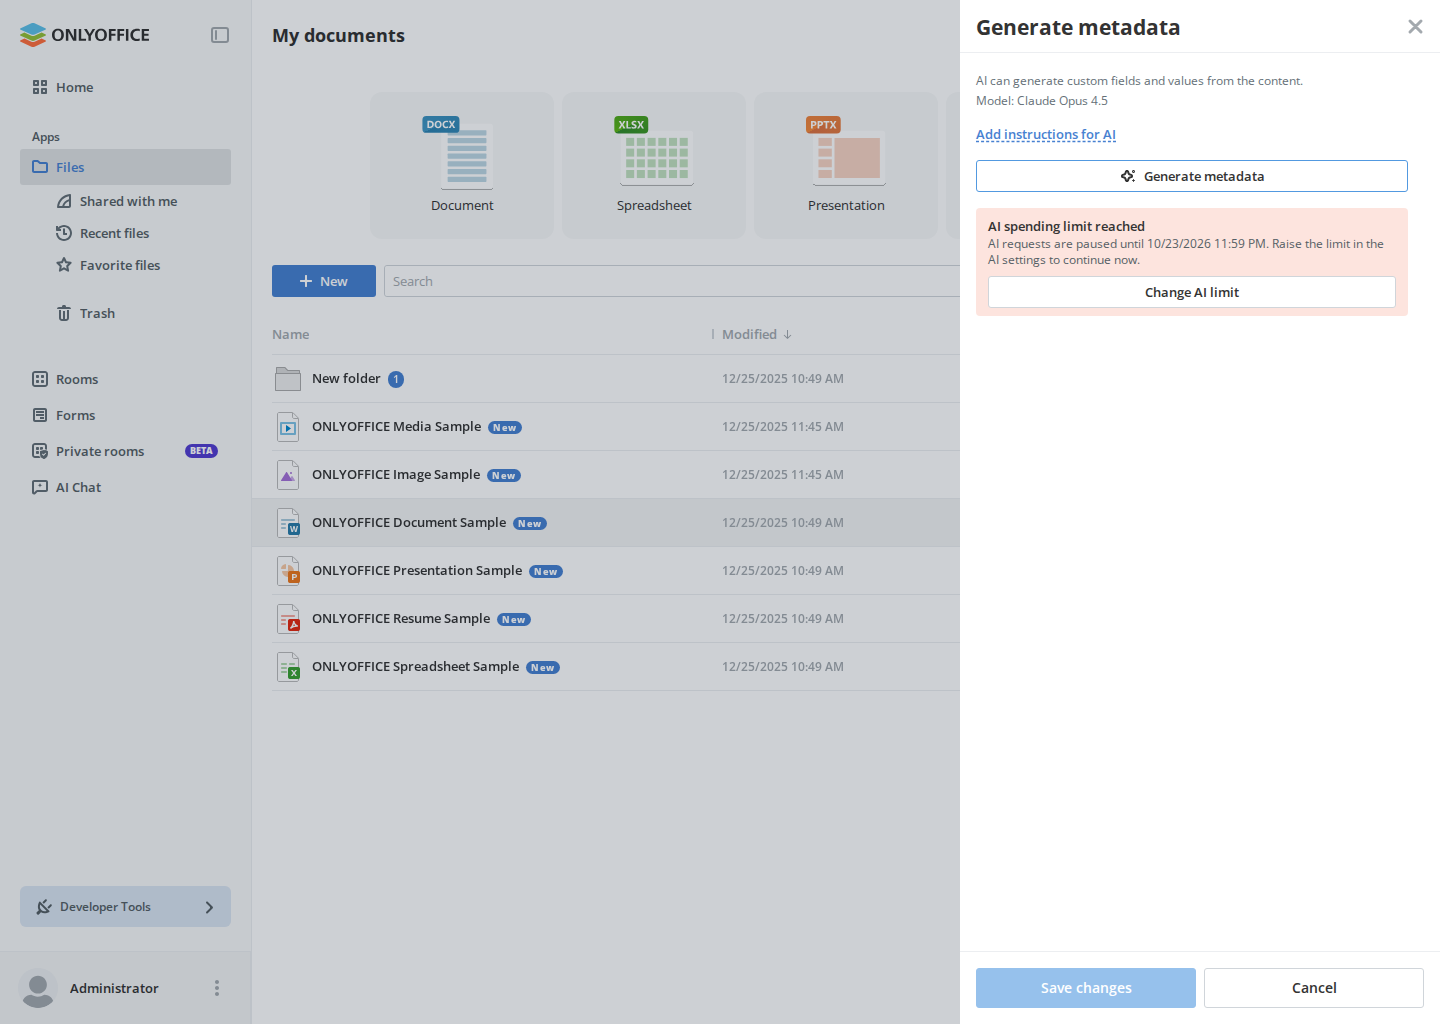 ONLYOFFICE
Home
Apps
Files
Shared with me
Recent files
Favorite files
Trash
Rooms
Forms
Private rooms BETA
AI Chat
Developer Tools
Administrator
My documents
DOCX
Document
XLSX
Spreadsheet
PPTX
Presentation
New
Search
Name Modified
New folder 1 12/25/2025 10:49 AM
ONLYOFFICE Media Sample New 12/25/2025 11:45 AM
ONLYOFFICE Image Sample New 12/25/2025 11:45 AM
W ONLYOFFICE Document Sample New 12/25/2025 10:49 AM
P ONLYOFFICE Presentation Sample New 12/25/2025 10:49 AM
ONLYOFFICE Resume Sample New 12/25/2025 10:49 AM
X ONLYOFFICE Spreadsheet Sample New 12/25/2025 10:49 AM
Generate metadata
AI can generate custom fields and values from the content.
Model: Claude Opus 4.5
Add instructions for AI
Generate metadata
AI spending limit reached
AI requests are paused until 10/23/2026 11:59 PM. Raise the limit in the
AI settings to continue now.
Change AI limit
Save changes
Cancel